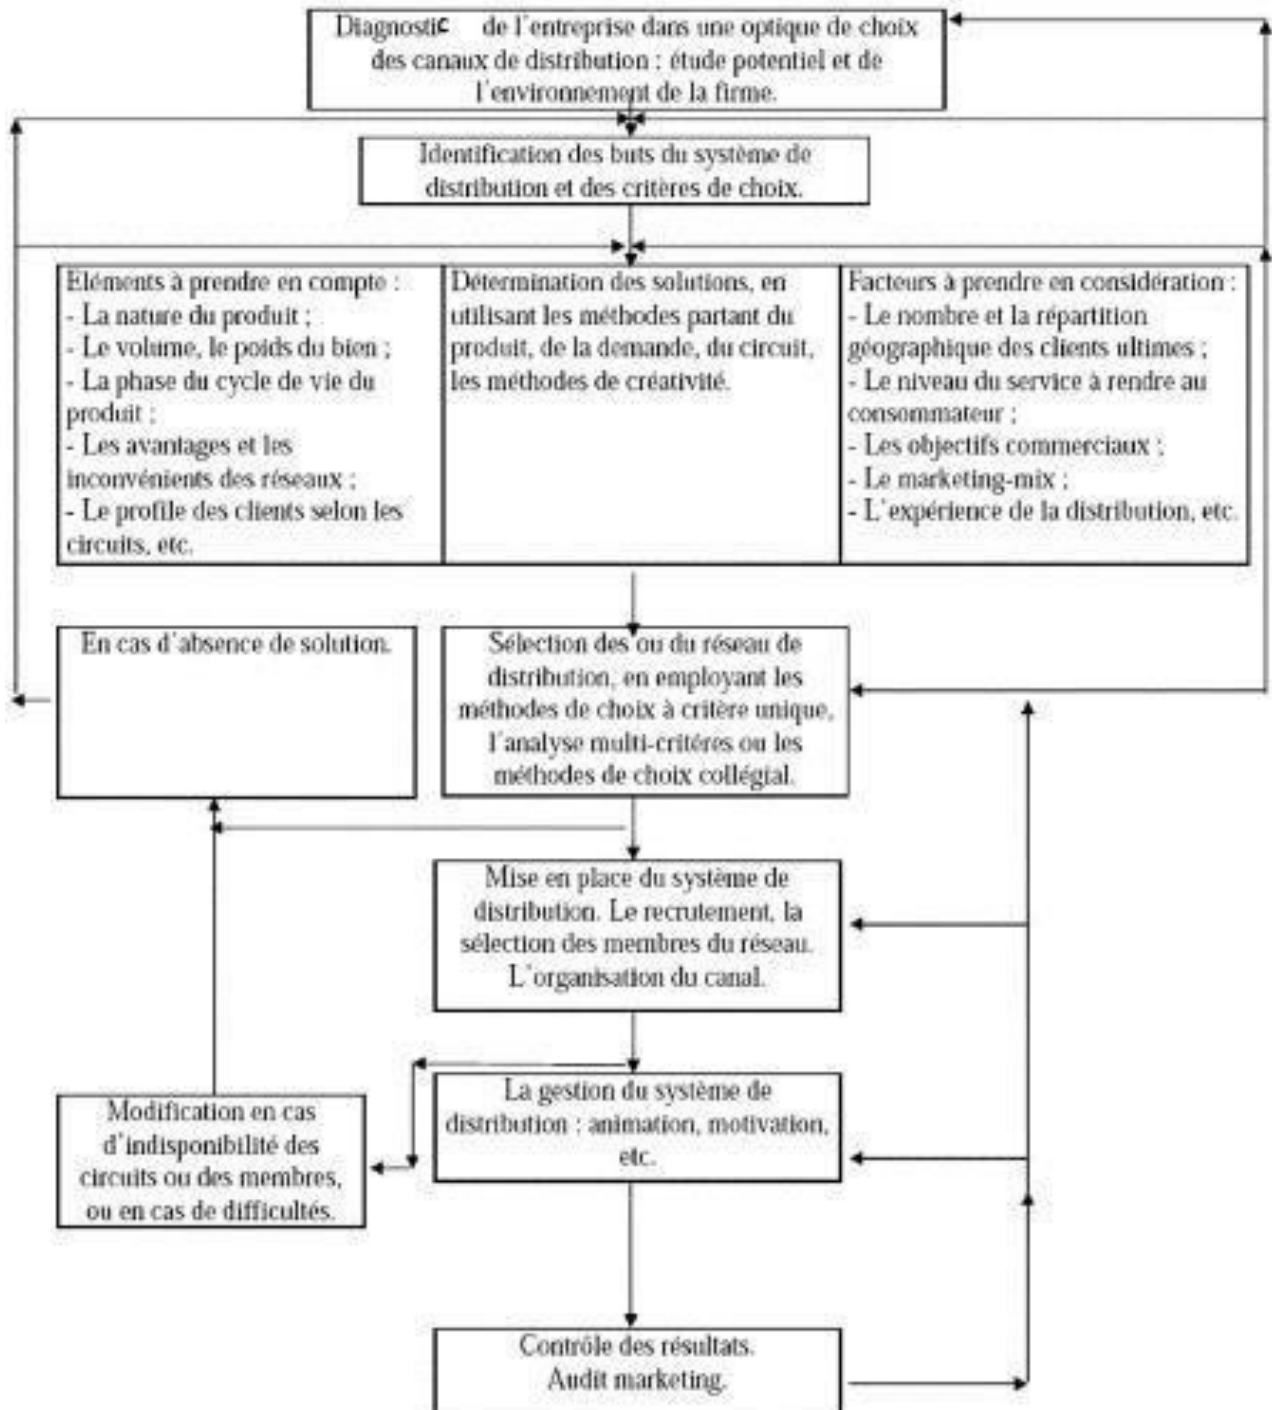 Diagnostic de l'entreprise dans une optique de choix
des canaux de distribution : étude potentiel et de
l'environnement de la firme.
Identification des buts du système de
distribution et des critères de choix.
Eléments à prendre en compte :
- La nature du produit ;
- Le volume, le poids du bien ;
- La phase du cycle de vie du
produit ;
- Les avantages et les
inconvénients des réseaux ;
- Le profile des clients selon les
circuits, etc.
Détermination des solutions, en
utilisant les méthodes partant du
produit, de la demande, du circuit,
les méthodes de créativité.
Facteurs à prendre en considération :
- Le nombre et la répartition
géographique des clients ultimes ;
- Le niveau du service à rendre au
consommateur ;
- Les objectifs commerciaux ;
- Le marketing-mix ;
- L'expérience de la distribution, etc.
En cas d'absence de solution.
Sélection des ou du réseau de
distribution, en employant les
méthodes de choix à critère unique,
l'analyse multi-critéres ou les
méthodes de choix collégial.
Mise en place du système de
distribution. Le recrutement, la
sélection des membres du réseau.
L'organisation du canal.
La gestion du système de
distribution : animation, motivation,
etc.
Modification en cas
d'indisponibilité des
circuits ou des membres,
ou en cas de difficultés.
Contrôle des résultats.
Audit marketing.